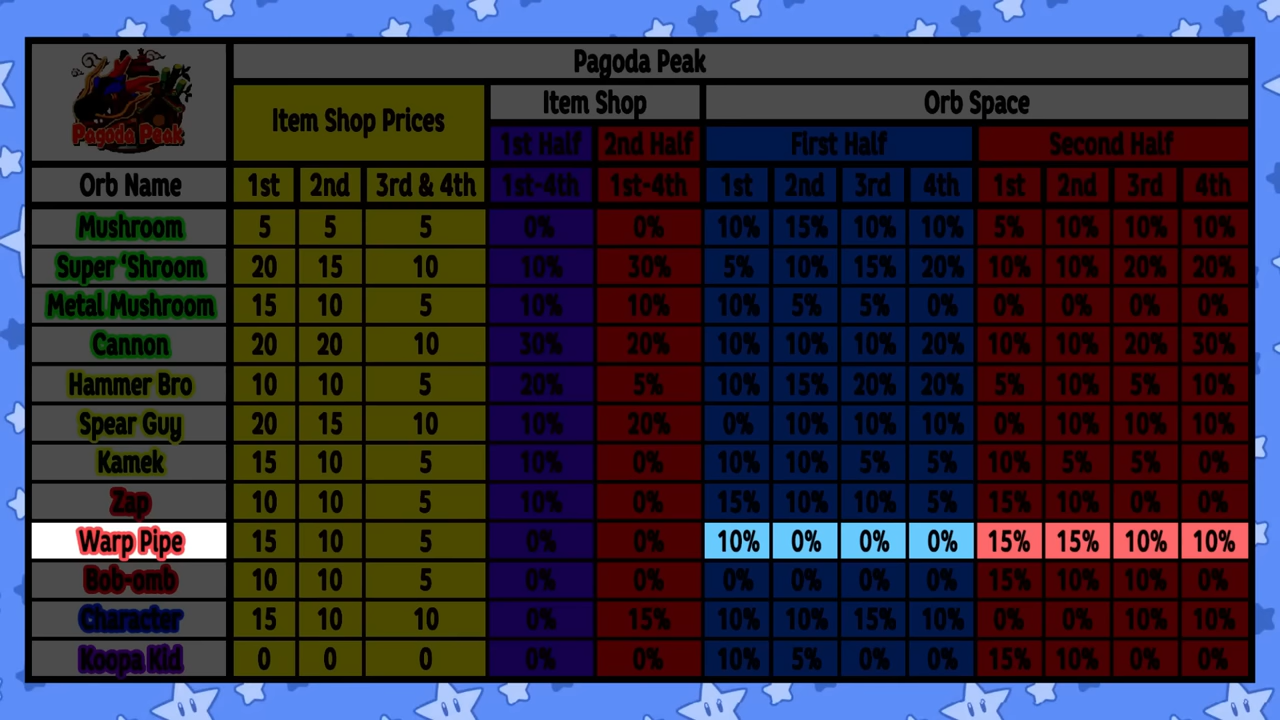 Pagoda Peak
Pagoda Peak
Item Shop Prices
Item Shop
Orb Space
1st Half 2nd Half First Half Second Half
Orb Name 1st 2nd 3rd & 4th 1st-4th 1st-4th 1st 2nd 3rd 4th 1st 2nd 3rd 4th
Mushroom 5 5 5 0% 0% 10% 15% 10% 10% 5% 10% 10% 10%
Super ‘Shroom 20 15 10 10% 30% 5% 10% 15% 20% 10% 10% 20% 20%
Metal Mushroom 15 10 5 10% 10% 10% 5% 5% 0% 0% 0% 0% 0%
Cannon 20 20 10 30% 20% 10% 10% 10% 20% 10% 10% 20% 30%
Hammer Bro 10 10 5 20% 5% 10% 15% 20% 20% 5% 10% 5% 10%
Spear Guy 20 15 10 10% 20% 0% 10% 10% 10% 0% 10% 10% 10%
Kamek 15 10 5 10% 0% 10% 10% 5% 5% 10% 5% 5% 0%
Zap 10 10 5 10% 0% 15% 10% 10% 5% 15% 10% 0% 0%
Warp Pipe 15 10 5 0% 0% 10% 0% 0% 0% 15% 15% 10% 10%
Bob-omb 10 10 5 0% 0% 0% 0% 0% 0% 15% 10% 10% 0%
Character 15 10 10 0% 15% 10% 10% 15% 10% 0% 0% 10% 10%
Koopa Kid 0 0 0 0% 0% 10% 5% 0% 0% 15% 10% 0% 0%